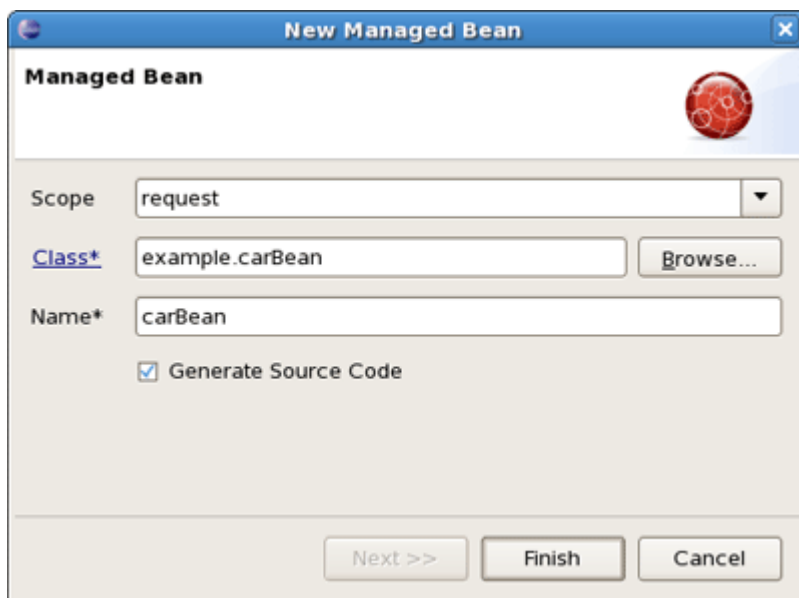 New Managed Bean
Managed Bean
Scope request
Class* example.carBean Browse...
Name* carBean
Generate Source Code
Next >> Finish Cancel